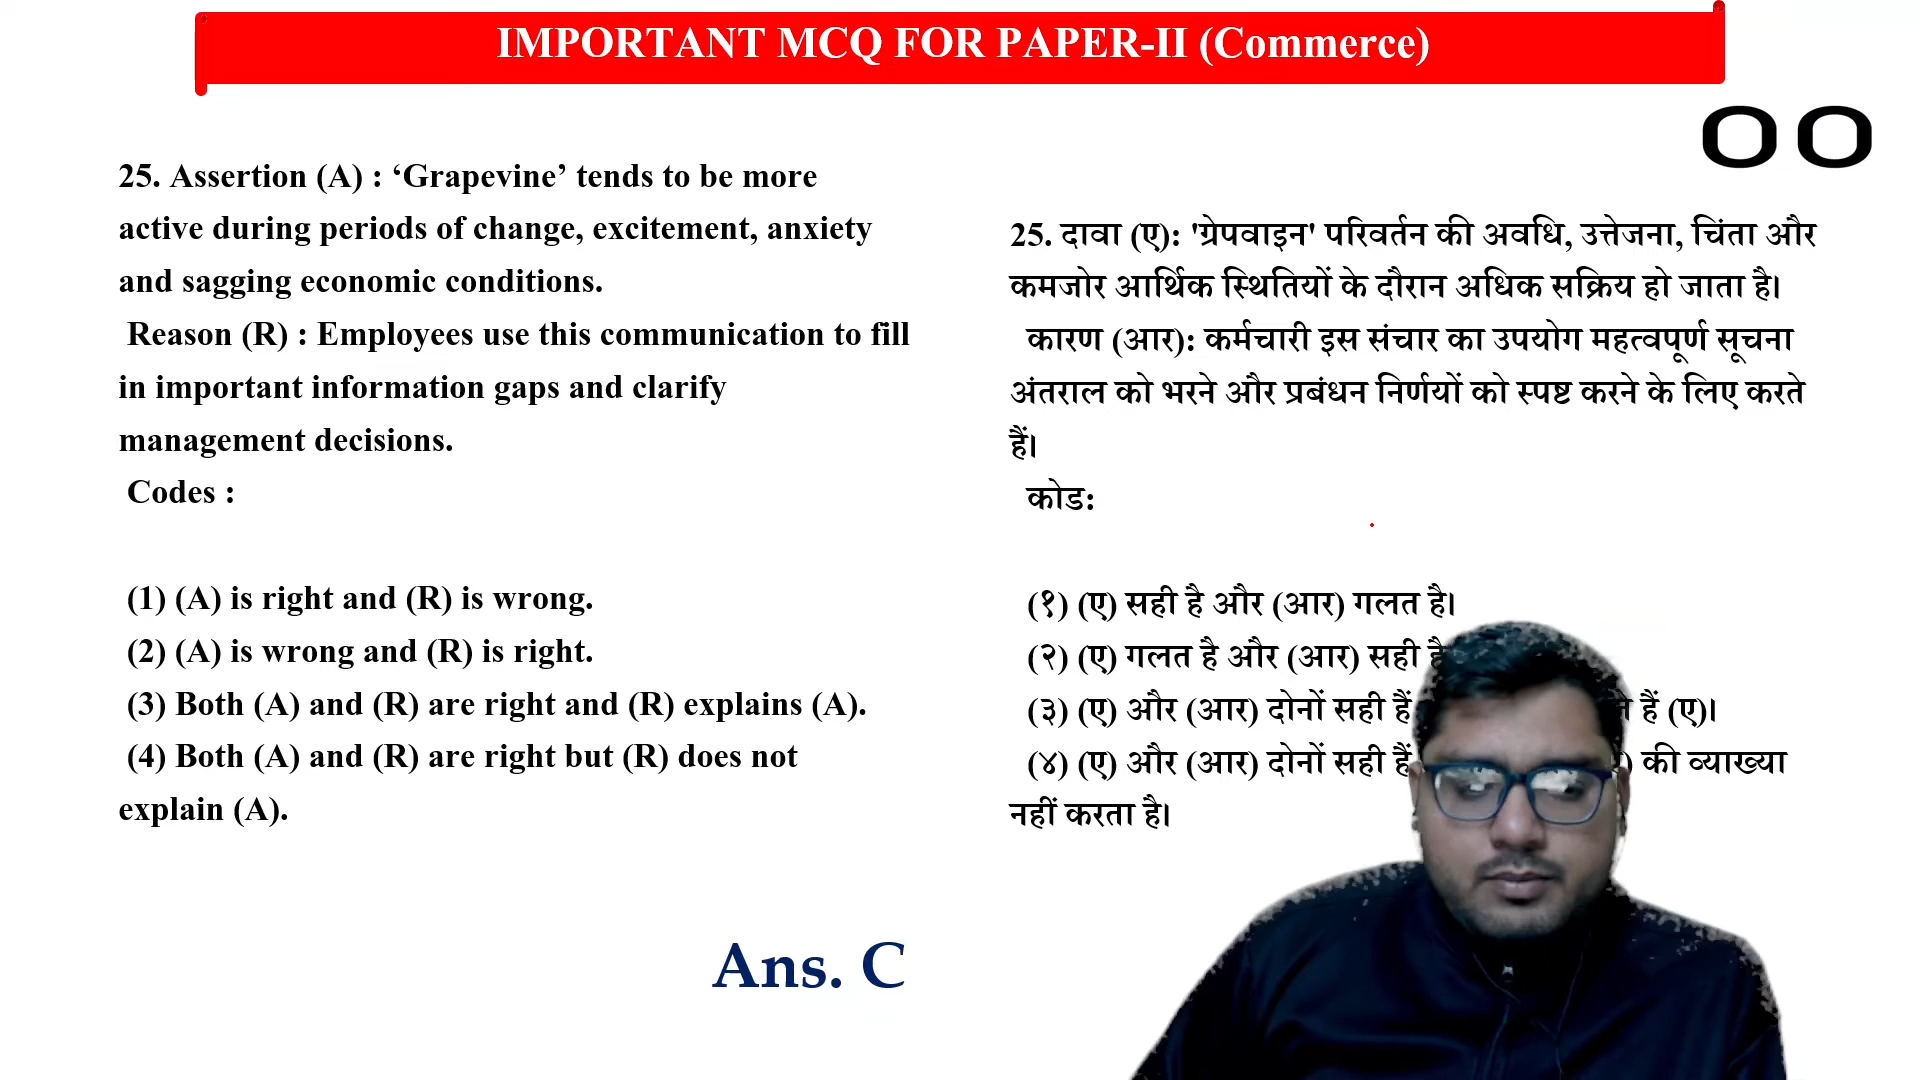 IMPORTANT MCQ FOR PAPER-II (Commerce)
00
25. Assertion (A) : ‘Grapevine’ tends to be more
active during periods of change, excitement, anxiety
and sagging economic conditions.
Reason (R) : Employees use this communication to fill
in important information gaps and clarify
management decisions.
Codes :
(1) (A) is right and (R) is wrong.
(2) (A) is wrong and (R) is right.
(3) Both (A) and (R) are right and (R) explains (A).
(4) Both (A) and (R) are right but (R) does not
explain (A).
25. दावा (ए): 'ग्रेपवाइन' परिवर्तन की अवधि, उत्तेजना, चिंता और
कमजोर आर्थिक स्थितियों के दौरान अधिक सक्रिय हो जाता है।
कारण (आर): कर्मचारी इस संचार का उपयोग महत्वपूर्ण सूचना
अंतराल को भरने और प्रबंधन निर्णयों को स्पष्ट करने के लिए करते
हैं।
कोड:
(१) (ए) सही है और (आर) गलत है।
(२) (ए) गलत है और (आर) सही है
(३) (ए) और (आर) दोनों सही हैं हैं (ए)।
(४) (ए) और (आर) दोनों सही हैं की व्याख्या
नहीं करता है।
Ans. C